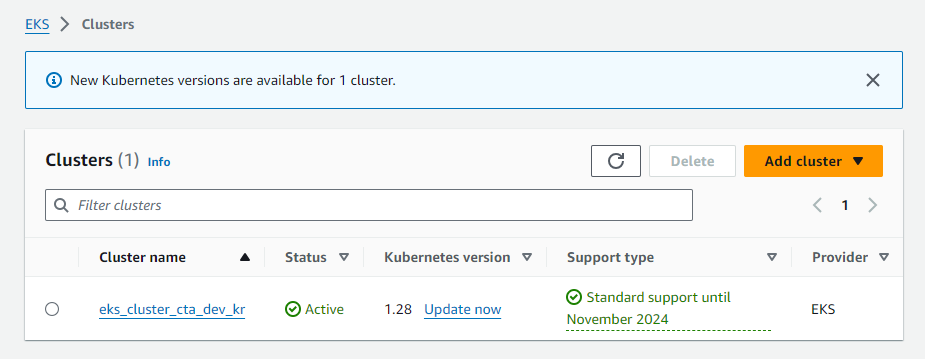 EKS > Clusters
New Kubernetes versions are available for 1 cluster.
Clusters (1) Info
Delete
Add cluster
Filter clusters
1
Cluster name Status Kubernetes version Support type Provider
eks_cluster_cta_dev_kr Active 1.28 Update now Standard support until
November 2024 EKS